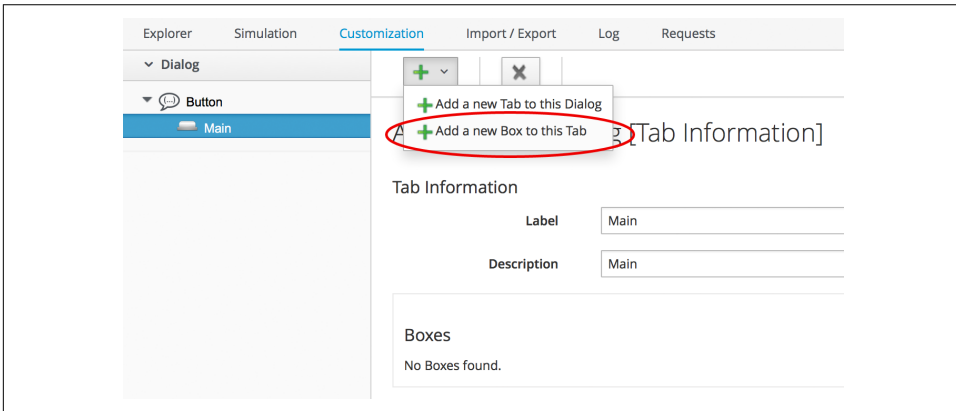 Explorer Simulation Customization Import / Export Log Requests
Dialog
Button
Main
Add a new Tab to this Dialog
Add a new Box to this Tab
[Tab Information]
Tab Information
Label Main
Description Main
Boxes
No Boxes found.